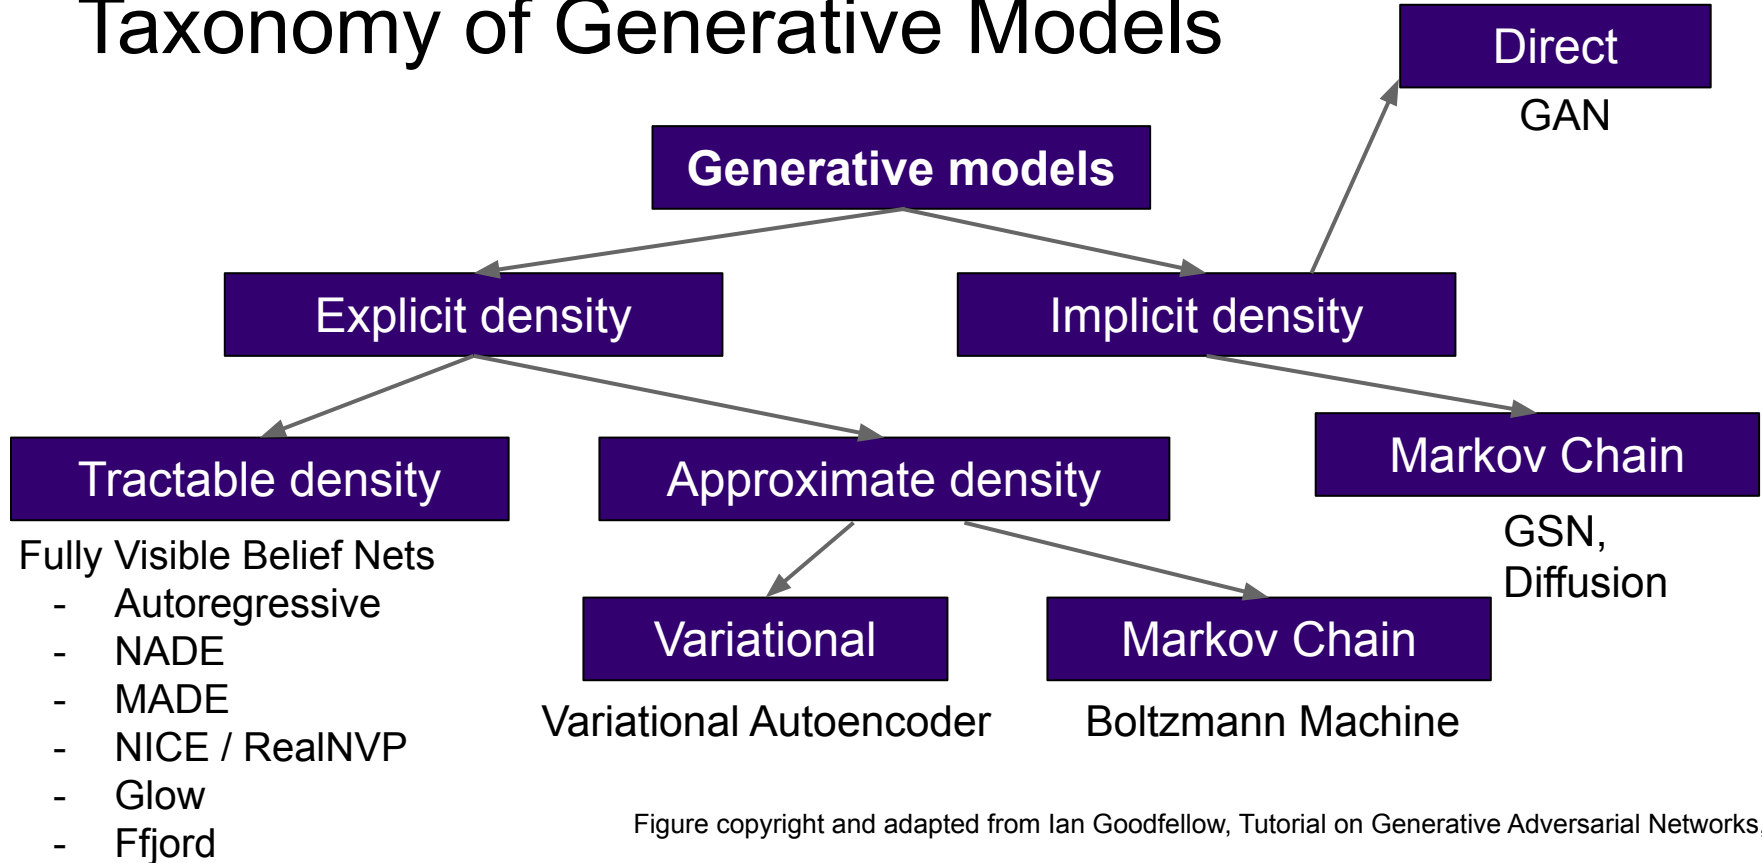 Taxonomy of Generative Models
Direct
GAN
Generative models
Explicit density
Implicit density
Tractable density
Approximate density
Markov Chain
GSN,
Diffusion
Fully Visible Belief Nets
- Autoregressive
- NADE
- MADE
- NICE / RealNVP
- Glow
- Ffjord
Variational
Markov Chain
Variational Autoencoder
Boltzmann Machine
Figure copyright and adapted from Ian Goodfellow, Tutorial on Generative Adversarial Networks,